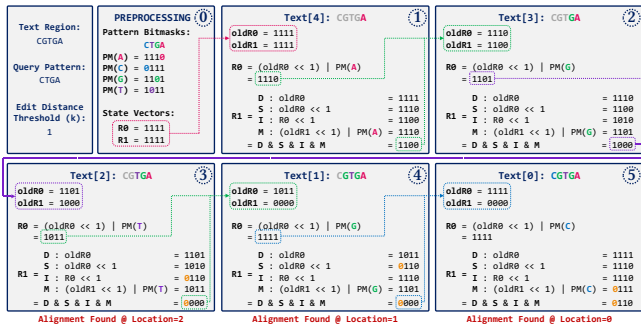 Text Region:
CGTGA
Query Pattern:
CTGA
Edit Distance
Threshold (k):
1
PREPROCESSING 0
Pattern Bitmasks:
CTGA
PM(A) = 1110
PM(C) = 0111
PM(G) = 1101
PM(T) = 1011
State Vectors:
R0 = 1111
R1 = 1111
Text[4]: CGTGA 1
oldR0 = 1111
oldR1 = 1111
R0 = (oldR0 << 1) | PM(A)
= 1110
R1 =
D : oldR0 = 1111
S : oldR0 << 1 = 1110
I : R0 << 1 = 1100
M : (oldR1 << 1) | PM(A) = 1110
= D & S & I & M = 1100
Text[3]: CGTGA 2
oldR0 = 1110
oldR1 = 1100
R0 = (oldR0 << 1) | PM(G)
= 1101
R1 =
D : oldR0 = 1110
S : oldR0 << 1 = 1100
I : R0 << 1 = 1010
M : (oldR1 << 1) | PM(G) = 1101
= D & S & I & M = 1000
Text[2]: CGTGA 3
oldR0 = 1101
oldR1 = 1000
R0 = (oldR0 << 1) | PM(T)
= 1011
R1 =
D : oldR0 = 1101
S : oldR0 << 1 = 1010
I : R0 << 1 = 0110
M : (oldR1 << 1) | PM(T) = 1011
= D & S & I & M = 0000
Alignment Found @ Location=2
Text[1]: CGTGA 4
oldR0 = 1011
oldR1 = 0000
R0 = (oldR0 << 1) | PM(G)
= 1111
R1 =
D : oldR0 = 1011
S : oldR0 << 1 = 0110
I : R0 << 1 = 1110
M : (oldR1 << 1) | PM(G) = 1101
= D & S & I & M = 0000
Alignment Found @ Location=1
Text[0]: CGTGA 5
oldR0 = 1111
oldR1 = 0000
R0 = (oldR0 << 1) | PM(C)
= 1111
R1 =
D : oldR0 = 1111
S : oldR0 << 1 = 1110
I : R0 << 1 = 1110
M : (oldR1 << 1) | PM(C) = 0111
= D & S & I & M = 0110
Alignment Found @ Location=0